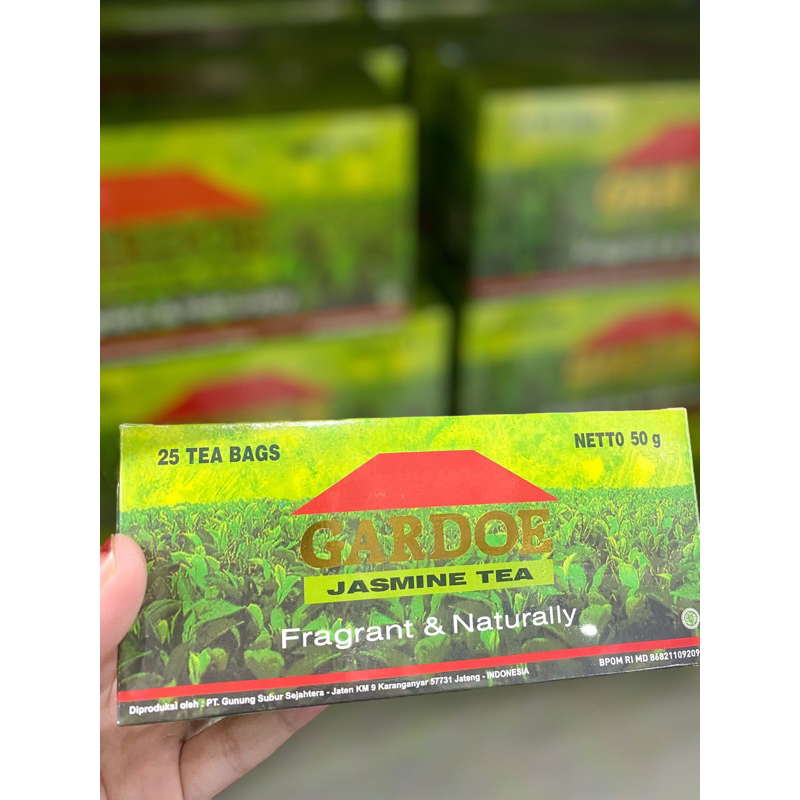 25 TEA BAGS
NETTO 50 g
GARDOE
JASMINE TEA
Fragrant & Naturally
BPOM RI MD 86821109209
Diproduksi oleh : PT. Gunung Subur Sejahtera - Jaten KM 9 Karanganyar 57731 Jateng - INDONESIA